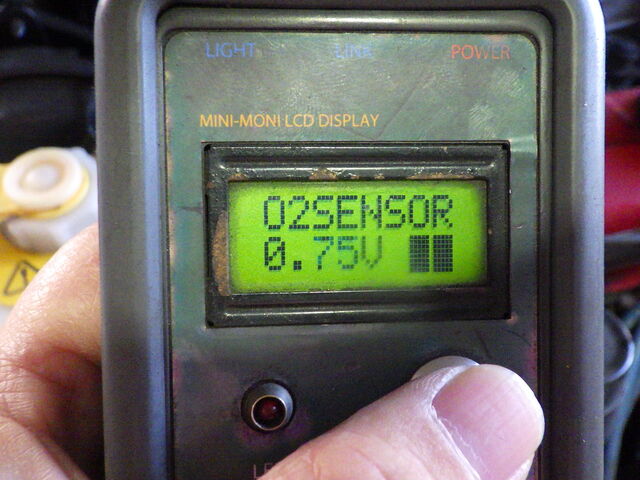 LIGHT LINK POWER
MINI-MONI LCD DISPLAY
O2SENSOR
0.75V